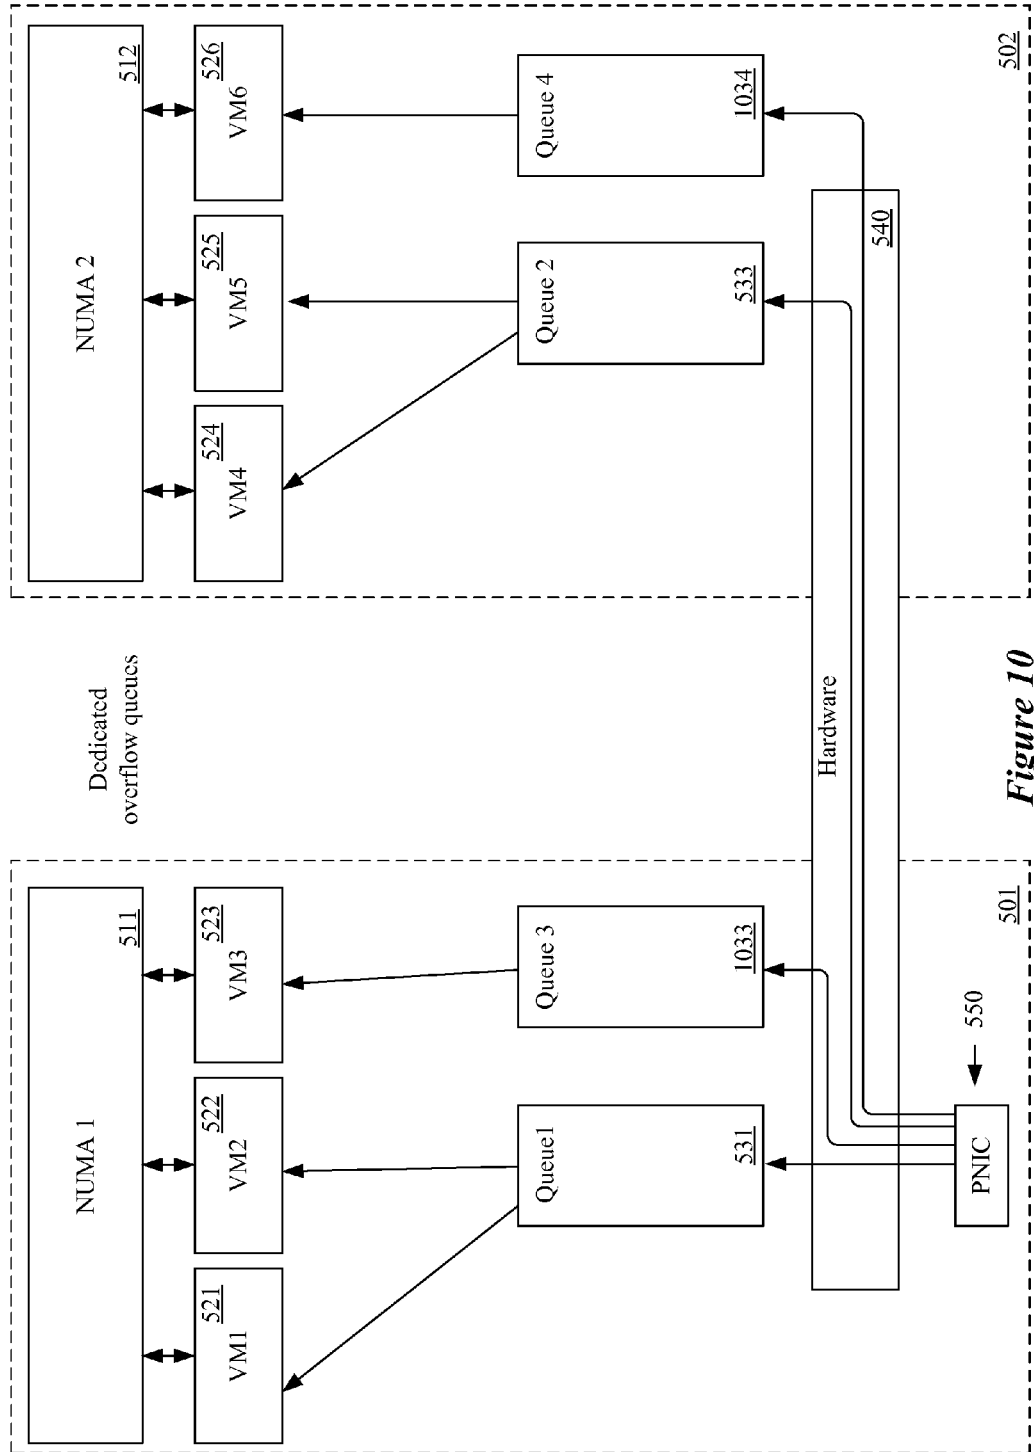 NUMA 1
511
VM1
521
VM2
522
VM3
523
Queue1
531
Queue 3
1033
PNIC
550
501
Dedicated
overflow queues
Hardware
540
NUMA 2
512
VM4
524
VM5
525
VM6
526
Queue 2
533
Queue 4
1034
502
Figure 10